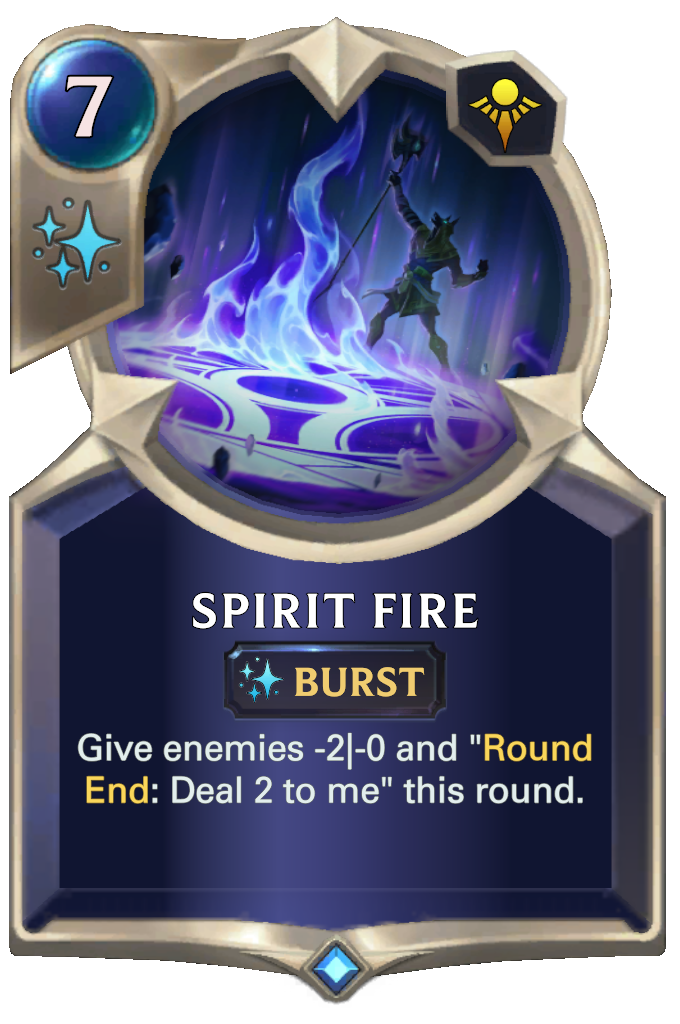 7
SPIRIT FIRE
BURST
Give enemies -2|-0 and "Round
End: Deal 2 to me" this round.